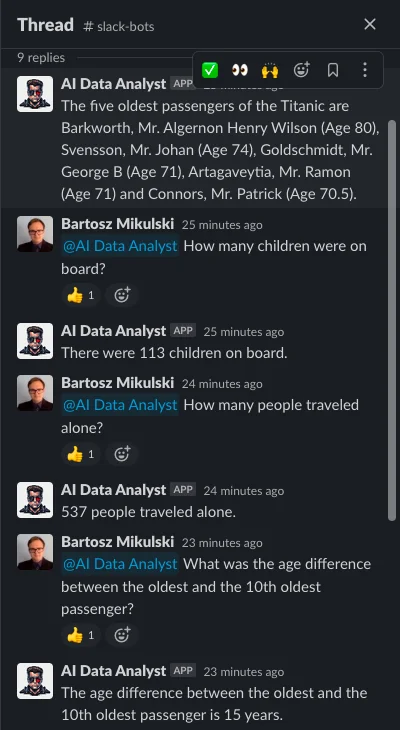 Thread # slack-bots
9 replies
AI Data Analyst APP
The five oldest passengers of the Titanic are
Barkworth, Mr. Algernon Henry Wilson (Age 80),
Svensson, Mr. Johan (Age 74), Goldschmidt, Mr.
George B (Age 71), Artagaveytia, Mr. Ramon
(Age 71) and Connors, Mr. Patrick (Age 70.5).
Bartosz Mikulski 25 minutes ago
@AI Data Analyst How many children were on
board?
1
AI Data Analyst APP 25 minutes ago
There were 113 children on board.
Bartosz Mikulski 24 minutes ago
@AI Data Analyst How many people traveled
alone?
1
AI Data Analyst APP 24 minutes ago
537 people traveled alone.
Bartosz Mikulski 23 minutes ago
@AI Data Analyst What was the age difference
between the oldest and the 10th oldest
passenger?
1
AI Data Analyst APP 23 minutes ago
The age difference between the oldest and the
10th oldest passenger is 15 years.